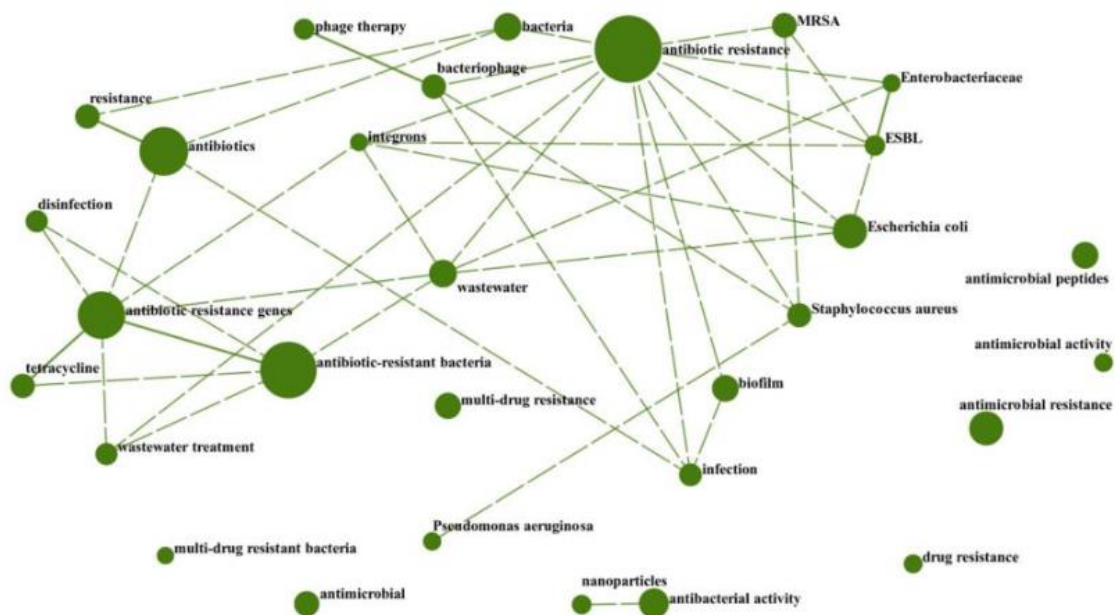 phage therapy
bacteria
MRSA
antibiotic resistance
bacteriophage
Enterobacteriaceae
resistance
integrons
ESBL
antibiotics
disinfection
Escherichia coli
antimicrobial peptides
wastewater
antibiotic resistance genes
Staphylococcus aureus
antimicrobial activity
tetracycline
antibiotic-resistant bacteria
biofilm
multi-drug resistance
antimicrobial resistance
wastewater treatment
infection
Pseudomonas aeruginosa
multi-drug resistant bacteria
drug resistance
nanoparticles
antimicrobial
antibacterial activity